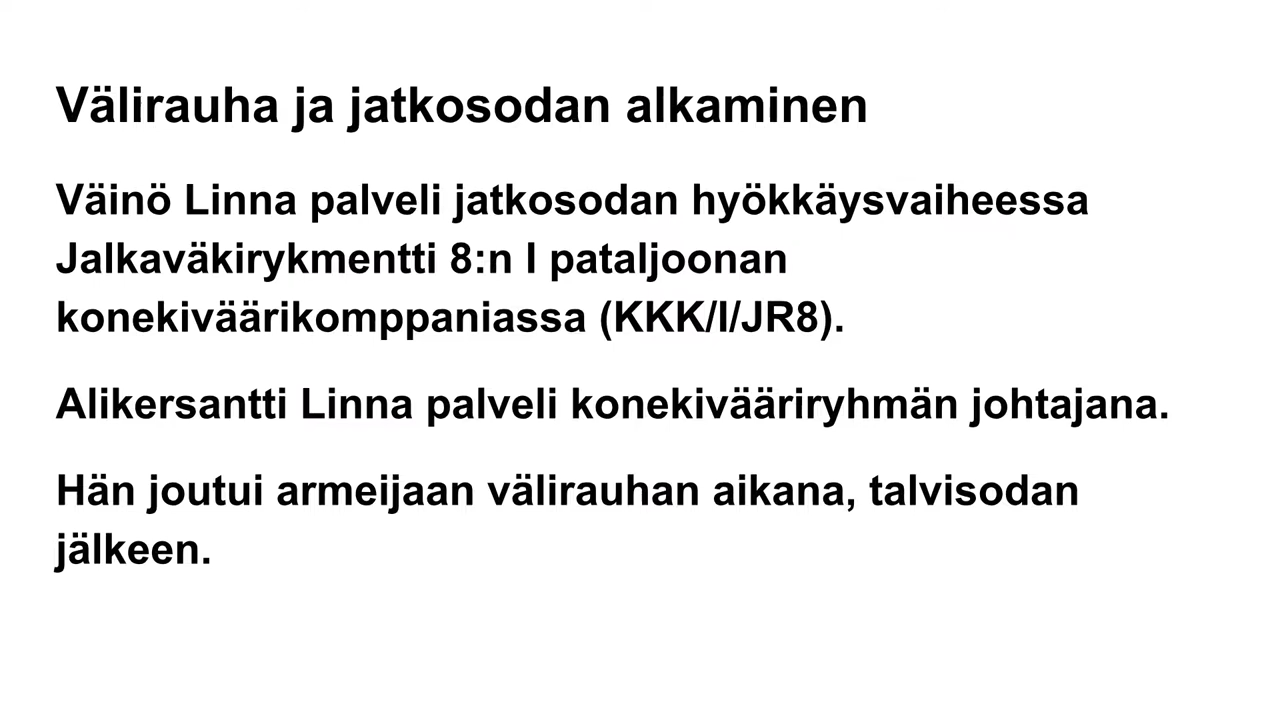 Välirauha ja jatkosodan alkaminen
Väinö Linna palveli jatkosodan hyökkäysvaiheessa
Jalkaväkirykmentti 8:n I pataljoonan
konekiväärikomppaniassa (KKK/I/JR8).
Alikersantti Linna palveli konekivääriryhmän johtajana.
Hän joutui armeijaan välirauhan aikana, talvisodan
jälkeen.